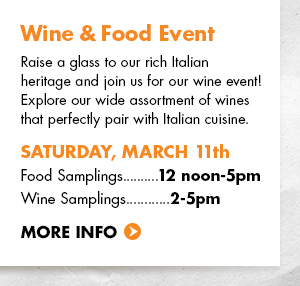 Wine & Food Event
Raise a glass to our rich Italian
heritage and join us for our wine event!
Explore our wide assortment of wines
that perfectly pair with Italian cuisine.
SATURDAY, MARCH 11th
Food Samplings..........12 noon-5pm
Wine Samplings............2-5pm
MORE INFO